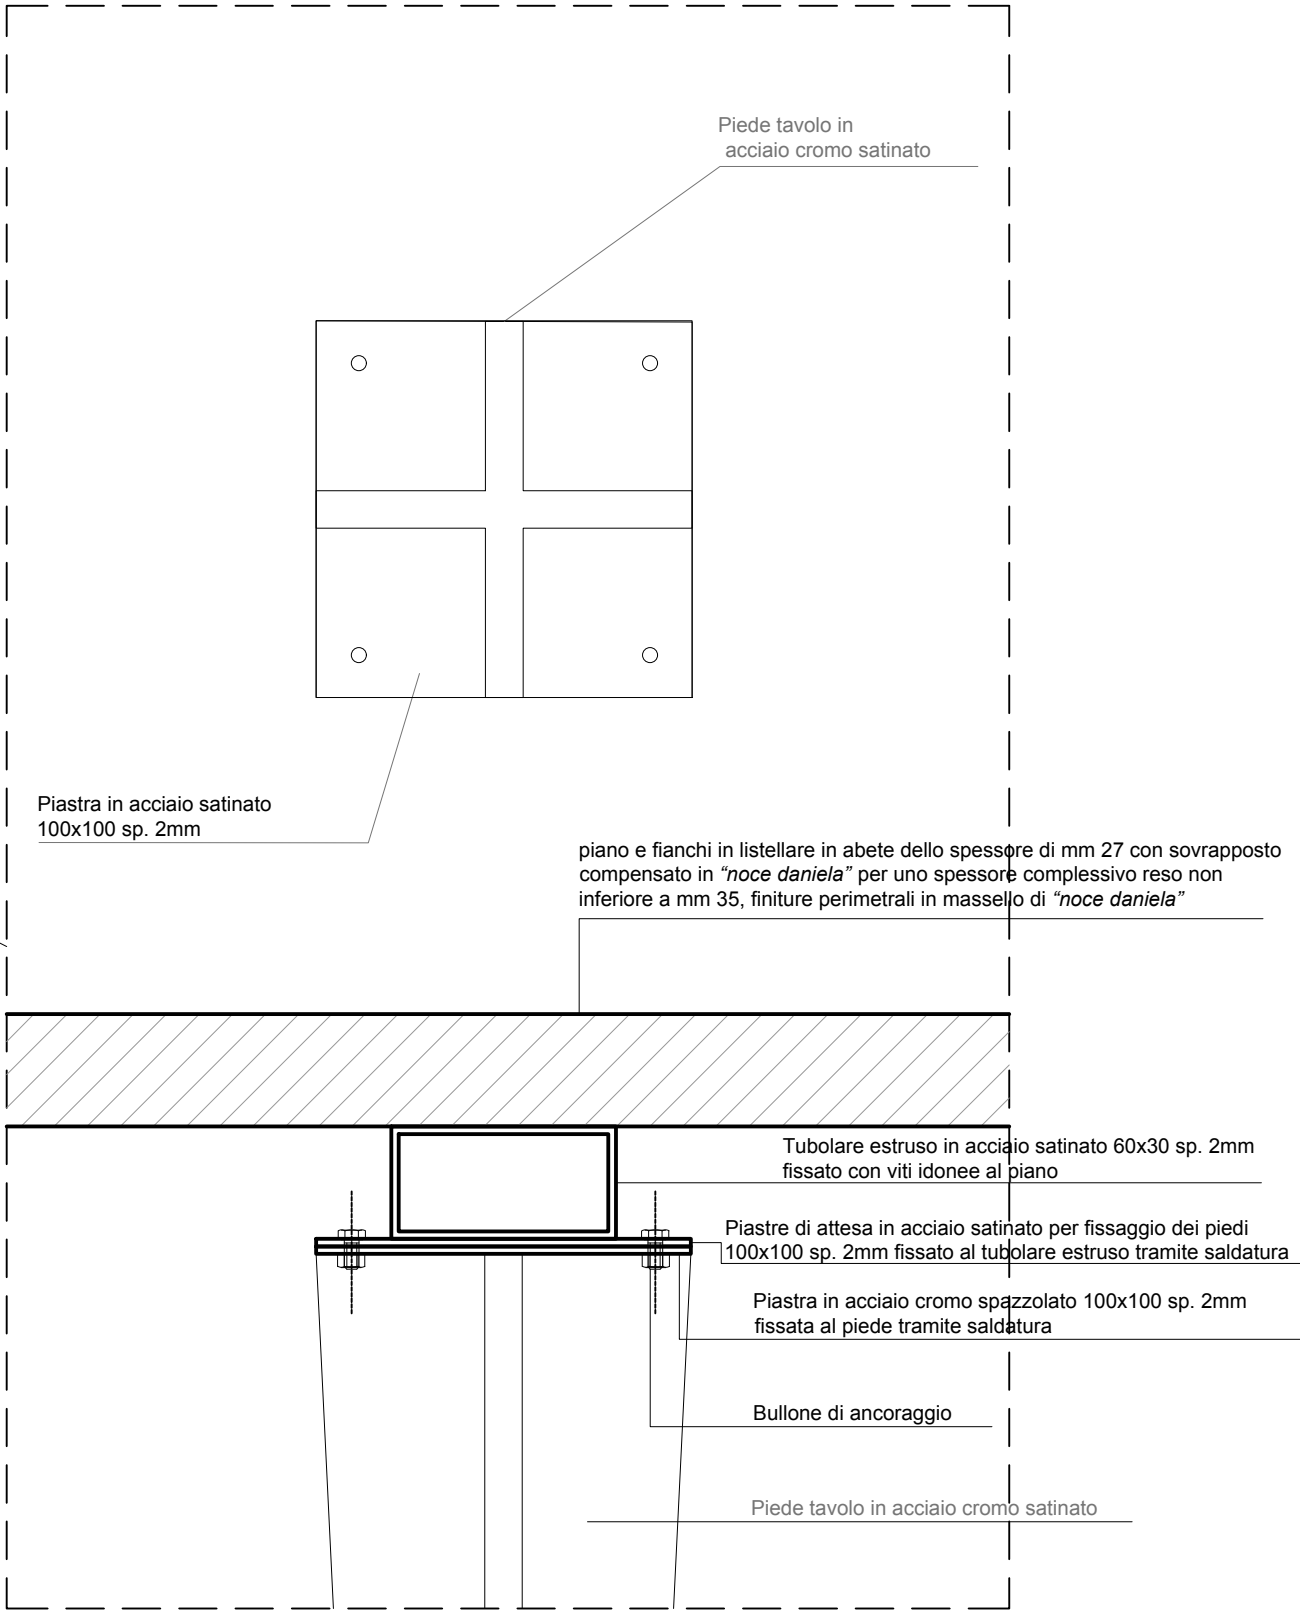 Piede tavolo in
acciaio cromo satinato
Piastra in acciaio satinato
100x100 sp. 2mm
piano e fianchi in listellare in abete dello spessore di mm 27 con sovrapposto
compensato in “noce daniela” per uno spessore complessivo reso non
inferiore a mm 35, finiture perimetrali in massello di “noce daniela”
Tubolare estruso in acciaio satinato 60x30 sp. 2mm
fissato con viti idonee al piano
Piastre di attesa in acciaio satinato per fissaggio dei piedi
100x100 sp. 2mm fissato al tubolare estruso tramite saldatura
Piastra in acciaio cromo spazzolato 100x100 sp. 2mm
fissata al piede tramite saldatura
Bullone di ancoraggio
Piede tavolo in acciaio cromo satinato